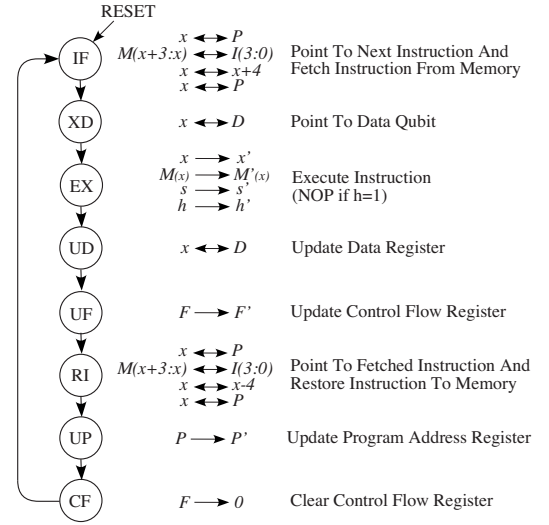 RESET
IF
x ↔ P
M(x+3:x) ↔ I(3:0)
x ↔ x+4
x ↔ P
Point To Next Instruction And
Fetch Instruction From Memory
XD
x ↔ D
Point To Data Qubit
EX
x → x'
M(x) → M'(x)
s → s'
h → h'
Execute Instruction
(NOP if h=1)
UD
x ↔ D
Update Data Register
UF
F → F'
Update Control Flow Register
RI
x ↔ P
M(x+3:x) ↔ I(3:0)
x ↔ x-4
x ↔ P
Point To Fetched Instruction And
Restore Instruction To Memory
UP
P → P'
Update Program Address Register
CF
F → 0
Clear Control Flow Register